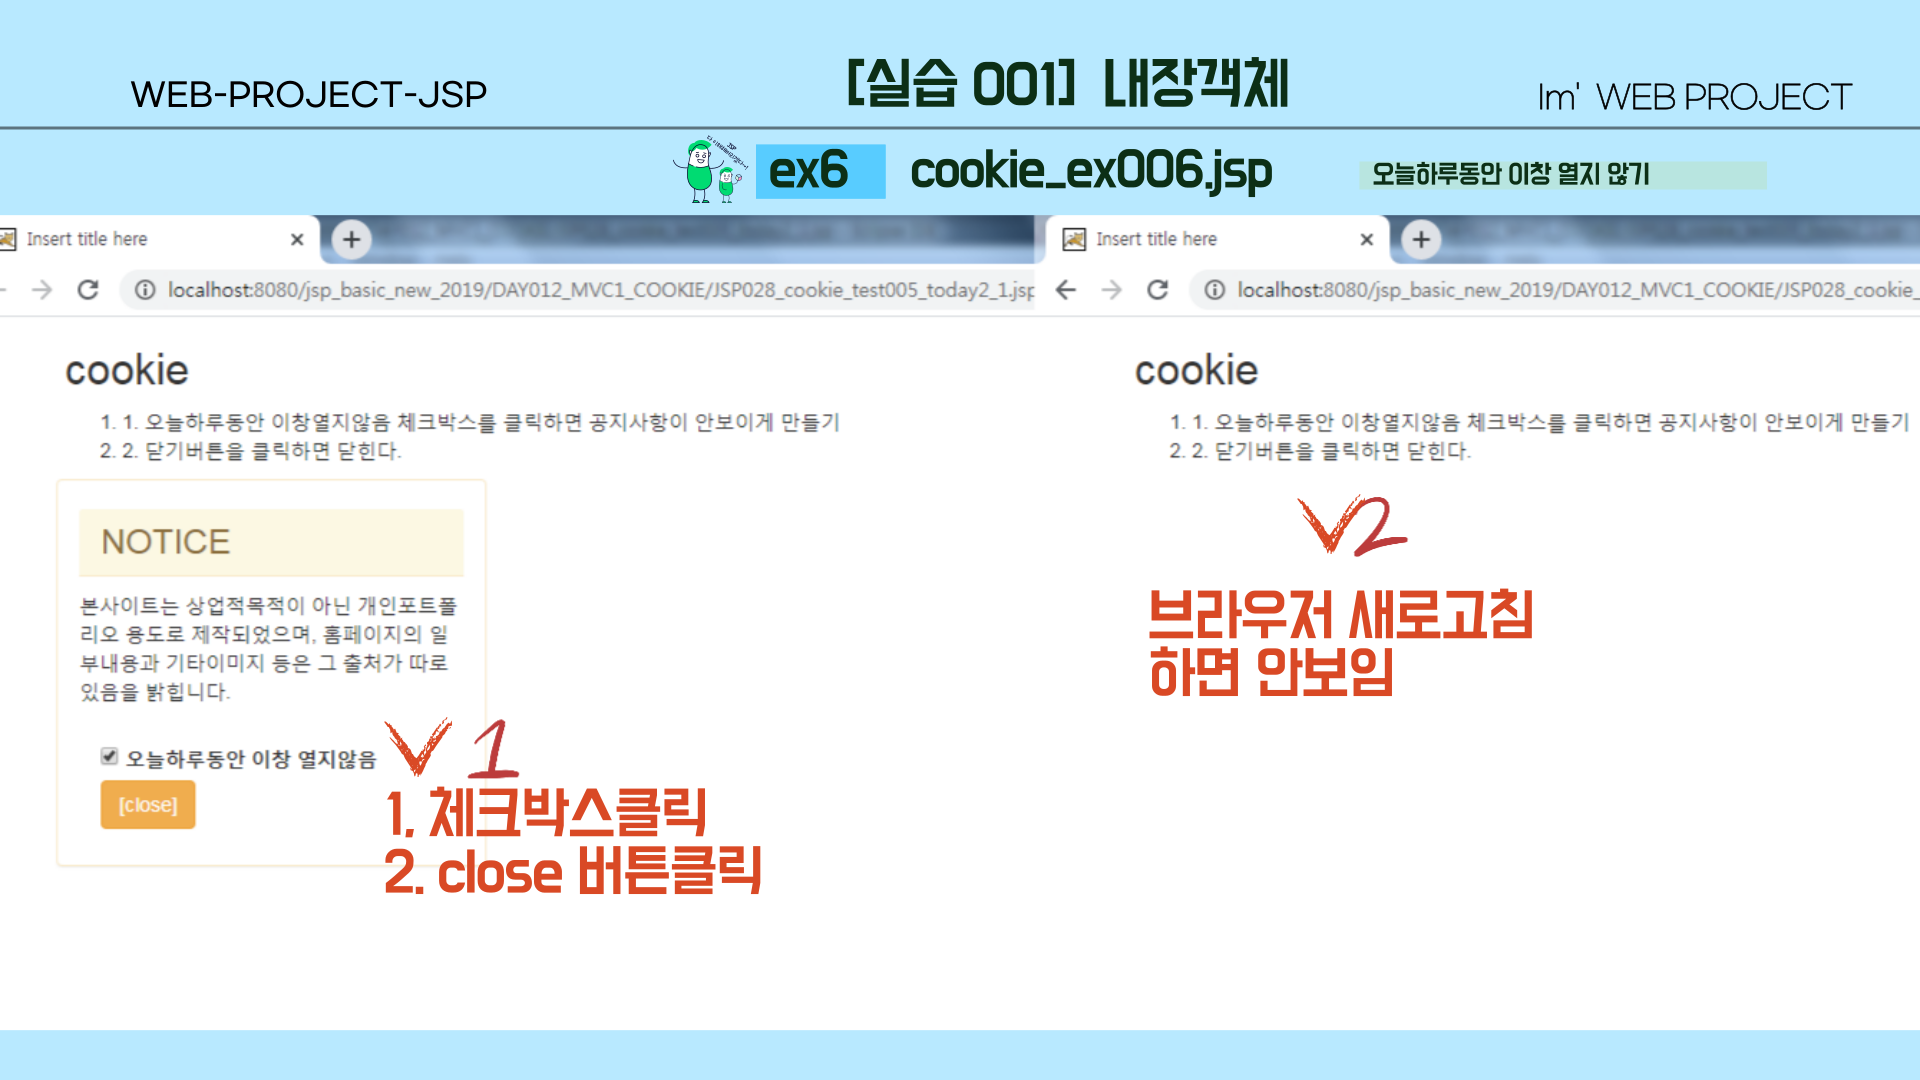 WEB-PROJECT-JSP
[실습 001] 내장객체
Im' WEB PROJECT
ex6
cookie_ex006.jsp
오늘하루동안 이창 열지 않기
Insert title here
localhost:8080/jsp_basic_new_2019/DAY012_MVC1_COOKIE/JSP028_cookie_test005_today2_1.jsp
cookie
1. 1. 오늘하루동안 이창열지않음 체크박스를 클릭하면 공지사항이 안보이게 만들기
2. 2. 닫기버튼을 클릭하면 닫힌다.
NOTICE
본사이트는 상업적목적이 아닌 개인포트폴
리오 용도로 제작되었으며, 홈페이지의 일
부내용과 기타이미지 등은 그 출처가 따로
있음을 밝힙니다.
오늘하루동안 이창 열지않음
[close]
1
1, 체크박스클릭
2. close 버튼클릭
Insert title here
localhost:8080/jsp_basic_new_2019/DAY012_MVC1_COOKIE/JSP028_cookie_
cookie
1. 1. 오늘하루동안 이창열지않음 체크박스를 클릭하면 공지사항이 안보이게 만들기
2. 2. 닫기버튼을 클릭하면 닫힌다.
2
브라우저 새로고침
하면 안보임